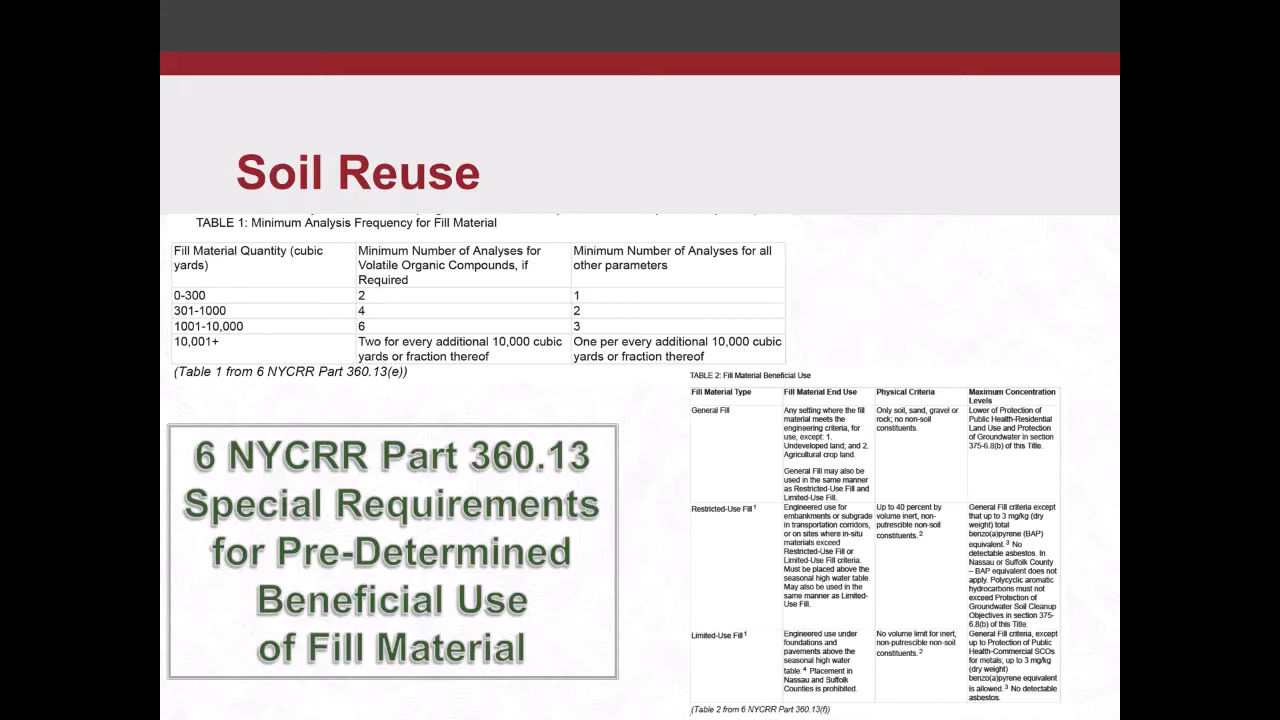 Soil Reuse
TABLE 1: Minimum Analysis Frequency for Fill Material
Fill Material Quantity (cubic
yards)
Minimum Number of Analyses for
Volatile Organic Compounds, if
Required
Minimum Number of Analyses for all
other parameters
0-300
2
1
301-1000
4
2
1001-10,000
6
3
10,001+
Two for every additional 10,000 cubic
yards or fraction thereof
One per every additional 10,000 cubic
yards or fraction thereof
(Table 1 from 6 NYCRR Part 360.13(e))
6 NYCRR Part 360.13
Special Requirements
for Pre-Determined
Beneficial Use
of Fill Material
TABLE 2: Fill Material Beneficial Use
Fill Material Type
Fill Material End Use
Physical Criteria
Maximum Concentration
Levels
General Fill
Any setting where the fill
material meets the
engineering criteria, for
use, except: 1.
Undeveloped land; and 2.
Agricultural crop land.
General Fill may also be
used in the same manner
as Restricted-Use Fill and
Limited-Use Fill.
Only soil, sand, gravel or
rock; no non-soil
constituents.
Lower of Protection of
Public Health-Residential
Land Use and Protection
of Groundwater in section
375-6.8(b) of this Title.
Restricted-Use Fill 1
Engineered use for
embankments or subgrade
in transportation corridors,
or on sites where in-situ
materials exceed
Restricted-Use Fill or
Limited-Use Fill criteria.
Must be placed above the
seasonal high water table.
May also be used in the
same manner as Limited-
Use Fill.
Up to 40 percent by
volume inert, non-
putrescible non-soil
constituents. 2
General Fill criteria except
that up to 3 mg/kg (dry
weight) total
benzo(a)pyrene (BAP)
equivalent. 3 No
detectable asbestos. In
Nassau or Suffolk County
– BAP equivalent does not
apply. Polycyclic aromatic
hydrocarbons must not
exceed Protection of
Groundwater Soil Cleanup
Objectives in section 375-
6.8(b) of this Title.
Limited-Use Fill 1
Engineered use under
foundations and
pavements above the
seasonal high water
table. 4 Placement in
Nassau and Suffolk
Counties is prohibited.
No volume limit for inert,
non-putrescible non-soil
constituents. 2
General Fill criteria, except
up to Protection of Public
Health-Commercial SCOs
for metals; up to 3 mg/kg
(dry weight)
benzo(a)pyrene equivalent
is allowed. 3 No detectable
asbestos.
(Table 2 from 6 NYCRR Part 360.13(f))